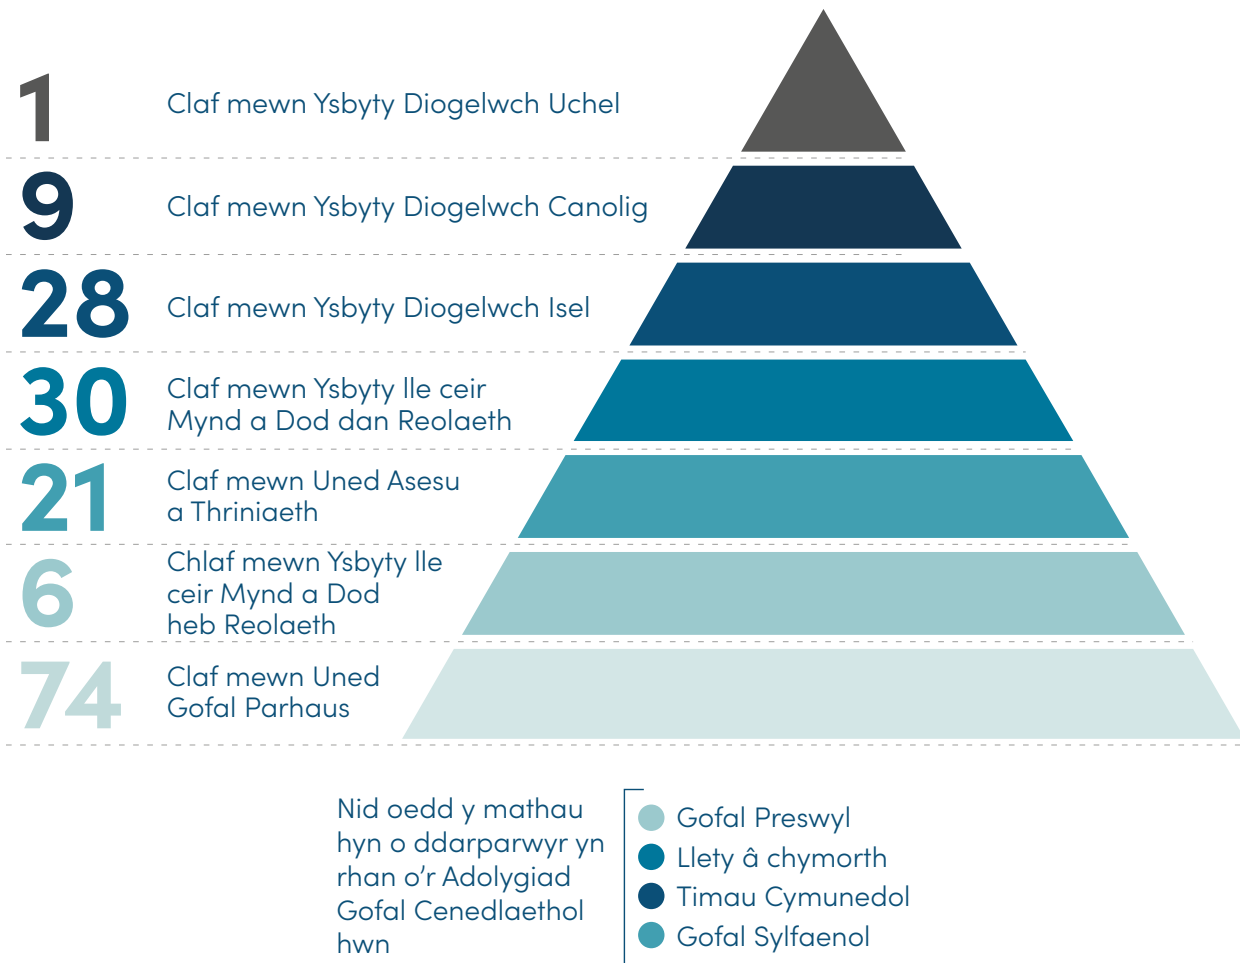 1
Claf mewn Ysbyty Diogelwch Uchel
9
Claf mewn Ysbyty Diogelwch Canolig
28
Claf mewn Ysbyty Diogelwch Isel
30
Claf mewn Ysbyty lle ceir
Mynd a Dod dan Reolaeth
21
Claf mewn Uned Asesu
a Thriniaeth
6
Chlaf mewn Ysbyty lle
ceir Mynd a Dod
heb Reolaeth
74
Claf mewn Uned
Gofal Parhaus
Nid oedd y mathau
hyn o ddarparwyr yn
rhan o’r Adolygiad
Gofal Cenedlaethol
hwn
Gofal Preswyl
Llety â chymorth
Timau Cymunedol
Gofal Sylfaenol